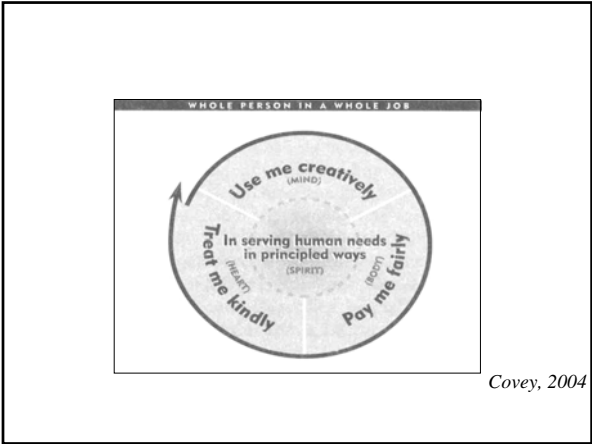 WHOLE PERSON IN A WHOLE JOB
Use me creatively
(MIND)
In serving human needs
in principled ways
(SPIRIT)
Treat me kindly
(HEART)
Pay me fairly
(BODY)
Covey, 2004